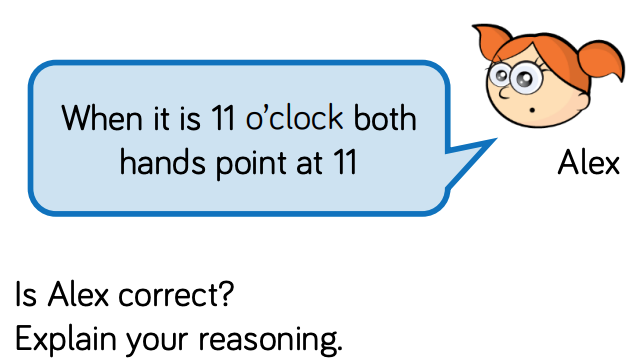 When it is 11 o'clock both
hands point at 11
Alex
Is Alex correct?
Explain your reasoning.